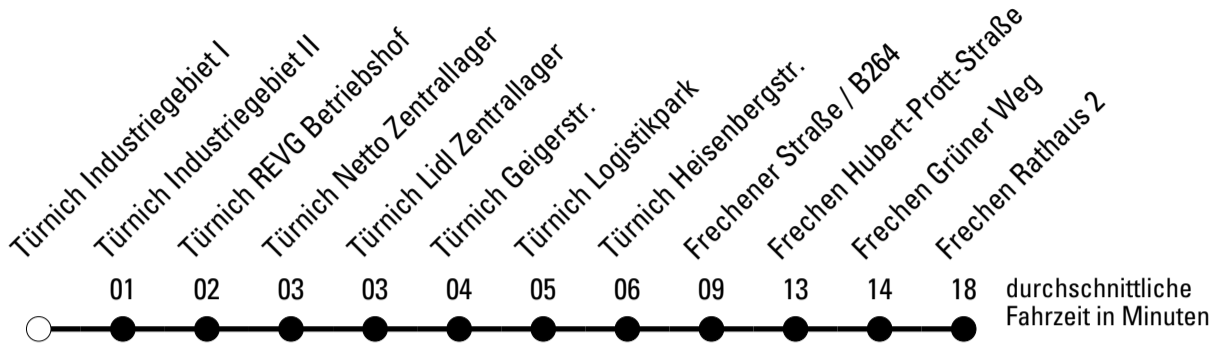 Türnich Industriegebiet I
Türnich Industriegebiet II
Türnich REVG Betriebshof
Türnich Netto Zentrallager
Türnich Lidl Zentrallager
Türnich Geigerstr.
Türnich Logistikpark
Türnich Heisenbergstr.
Frechener Straße / B264
Frechen Hubert-Prott-Straße
Frechen Grüner Weg
Frechen Rathaus 2
01 02 03 03 04 05 06 09 13 14 18
durchschnittliche
Fahrzeit in Minuten